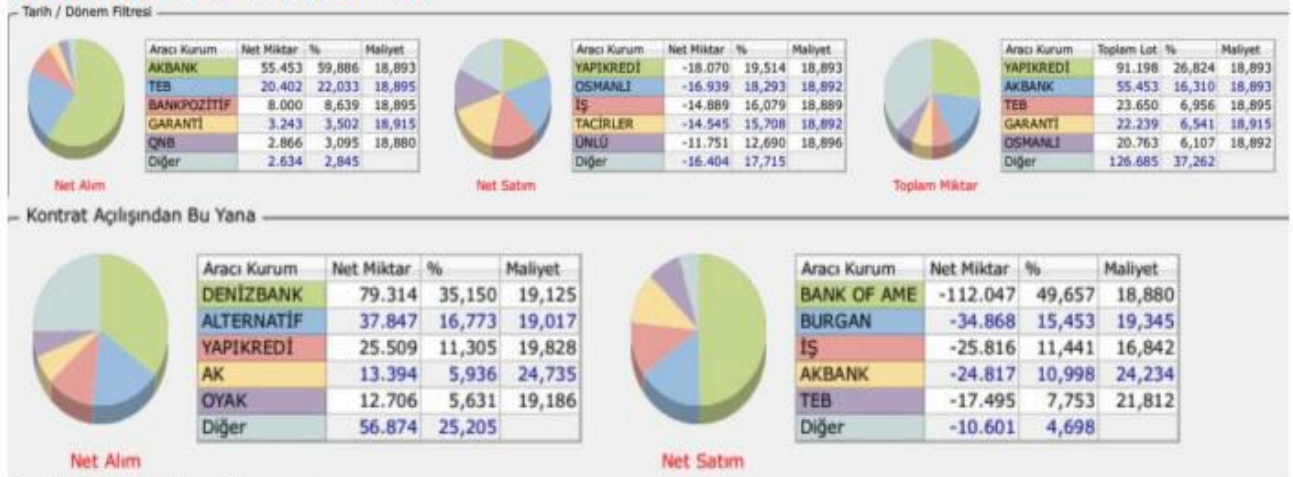 Tarih / Dönem Filtresi
Aracı Kurum Net Miktar % Maliyet
AKBANK 55.453 59,886 18,893
TEB 20.402 22,033 18,895
BANKPOZİTİF 8.000 8,639 18,895
GARANTİ 3.243 3,502 18,915
QNB 2.866 3,095 18,880
Diğer 2.634 2,845
Net Alım
Aracı Kurum Net Miktar % Maliyet
YAPIKREDİ -18.070 19,514 18,893
OSMANLI -16.939 18,293 18,892
İŞ -14.889 16,079 18,889
TACİRLER -14.545 15,708 18,892
ÜNLÜ -11.751 12,690 18,896
Diğer -16.404 17,715
Net Satım
Aracı Kurum Toplam Lot % Maliyet
YAPIKREDİ 91.198 26,824 18,893
AKBANK 55.453 16,310 18,893
TEB 23.650 6,956 18,895
GARANTİ 22.239 6,541 18,915
OSMANLI 20.763 6,107 18,892
Diğer 126.685 37,262
Toplam Miktar
Kontrat Açılışından Bu Yana
Aracı Kurum Net Miktar % Maliyet
DENİZBANK 79.314 35,150 19,125
ALTERNATİF 37.847 16,773 19,017
YAPIKREDİ 25.509 11,305 19,828
AK 13.394 5,936 24,735
OYAK 12.706 5,631 19,186
Diğer 56.874 25,205
Net Alım
Aracı Kurum Net Miktar % Maliyet
BANK OF AME -112.047 49,657 18,880
BURGAN -34.868 15,453 19,345
İŞ -25.816 11,441 16,842
AKBANK -24.817 10,998 24,234
TEB -17.495 7,753 21,812
Diğer -10.601 4,698
Net Satım